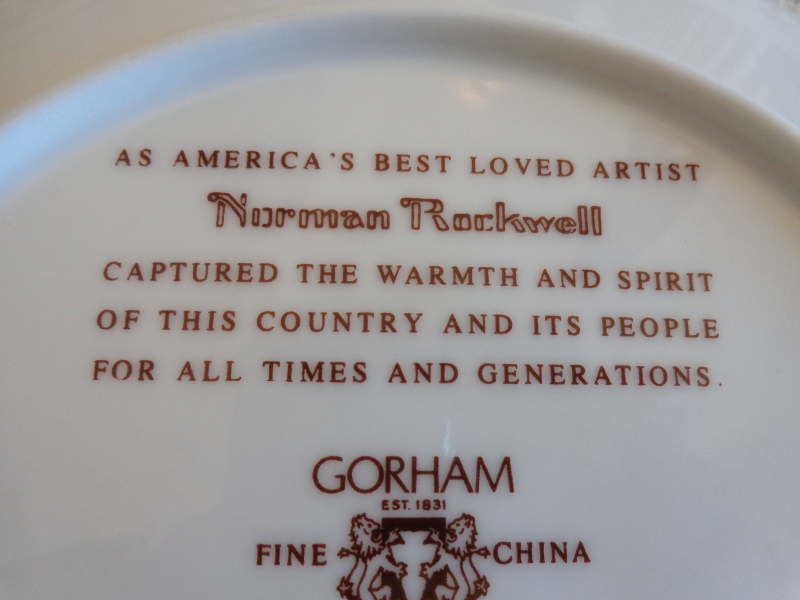 AS AMERICA'S BEST LOVED ARTIST
Norman Rockwell
CAPTURED THE WARMTH AND SPIRIT
OF THIS COUNTRY AND ITS PEOPLE
FOR ALL TIMES AND GENERATIONS.
GORHAM
EST. 1831
FINE CHINA